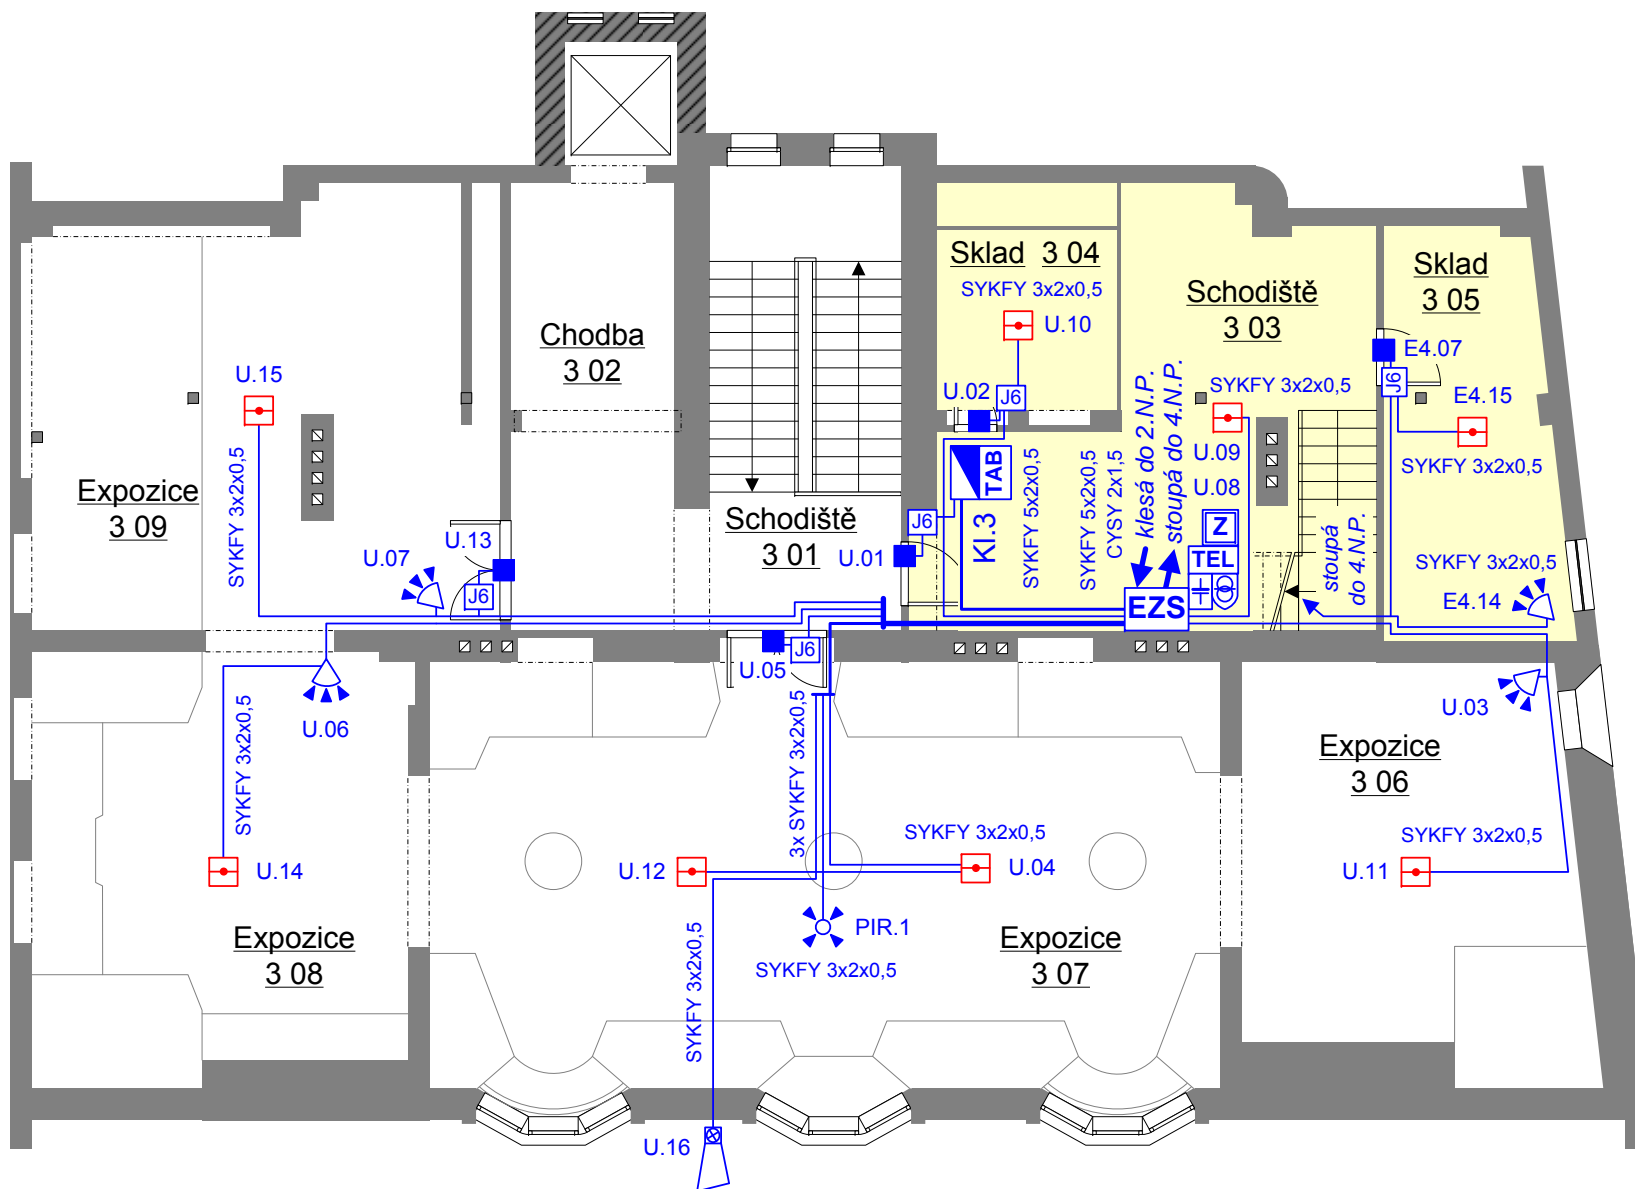 Sklad 3 04
SYKFY 3x2x0,5
U.10
Schodiště
3 03
Sklad
3 05
Chodba
3 02
U.15
SYKFY 3x2x0,5
Expozice
3 09
U.07
U.13
J6
Schodiště
3 01
U.01
J6
U.02
J6
TAB
Kl.3
SYKFY 5x2x0,5
SYKFY 5x2x0,5
CYSY 2x1,5
klesá do 2.N.P.
stoupá do 4.N.P.
SYKFY 3x2x0,5
U.09
U.08
Z
TEL
EZS
stoupá
do 4.N.P.
E4.07
J6
E4.15
SYKFY 3x2x0,5
SYKFY 3x2x0,5
E4.14
U.05
J6
U.06
SYKFY 3x2x0,5
U.14
Expozice
3 08
3x SYKFY 3x2x0,5
U.12
SYKFY 3x2x0,5
U.04
PIR.1
SYKFY 3x2x0,5
SYKFY 3x2x0,5
Expozice
3 07
U.03
Expozice
3 06
SYKFY 3x2x0,5
U.11
U.16